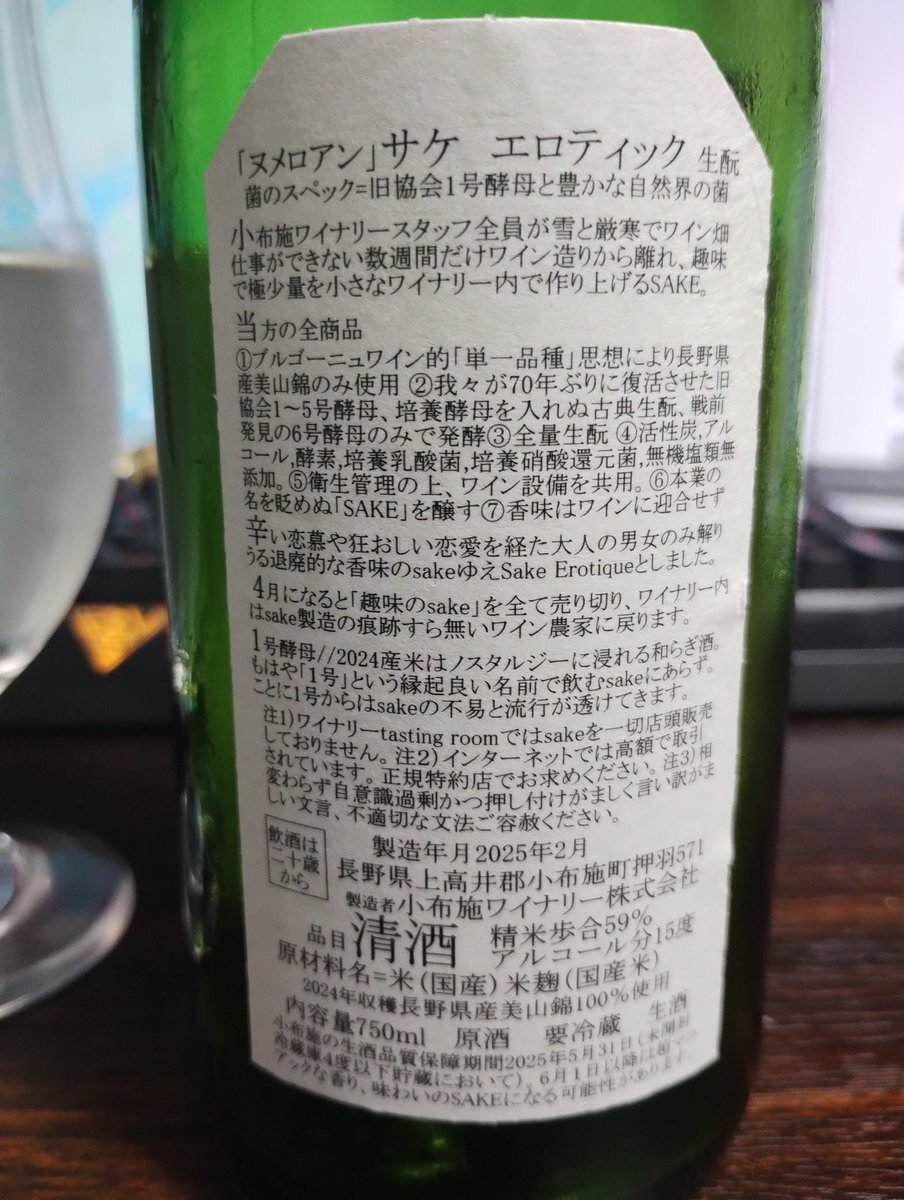 「ヌメロアン」サケ エロティック 生酛
菌のスペック=旧協会1号酵母と豊かな自然界の菌
小布施ワイナリースタッフ全員が雪と厳寒でワイン畑
仕事ができない数週間だけワイン造りから離れ、趣味
で極少量を小さなワイナリー内で作り上げるSAKE。
当方の全商品
①ブルゴーニュワイン的「単一品種」思想により長野県
産美山錦のみ使用 ②我々が70年ぶりに復活させた旧
協会1～5号酵母、培養酵母を入れぬ古典生酛、戦前
発見の6号酵母のみで発酵③全量生酛 ④活性炭,アル
コール,酵素,培養乳酸菌,培養硝酸還元菌,無機塩類無
添加。⑤衛生管理の上、ワイン設備を共用。⑥本業の
名を貶めぬ「SAKE」を醸す⑦香味はワインに迎合せず
辛い恋慕や狂おしい恋愛を経た大人の男女のみ解り
うる退廃的な香味のsakeゆえSake Erotiqueとしました。
4月になると「趣味のsake」を全て売り切り、ワイナリー内
はsake製造の痕跡すら無いワイン農家に戻ります。
1号酵母//2024産米はノスタルジーに浸れる和らぎ酒。
もはや「1号」という縁起良い名前で飲むsakeにあらず。
ことに1号からはsakeの不易と流行が透けてきます。
注1)ワイナリーtasting roomではsakeを一切店頭販売
しておりません。注2)インターネットでは高額で取引
されています。正規特約店でお求めください。注3)相
変わらず自意識過剰かつ押し付けがましく言い訳がま
しい文言、不適切な文法ご容赦ください。
飲酒は
二十歳
から
製造年月2025年2月
長野県上高井郡小布施町押羽571
製造者小布施ワイナリー株式会社
品目清酒 精米歩合59%
アルコール分15度
原材料名=米(国産)米麹(国産米)
2024年収穫長野県産美山錦100%使用
内容量750ml 原酒 要冷蔵 生酒
小布施の生酒品質保障期間2025年5月31日(未開封
冷蔵庫4度以下貯蔵において)。6月1日以降は超マニ
アックな香り、味わいのSAKEになる可能性があります。